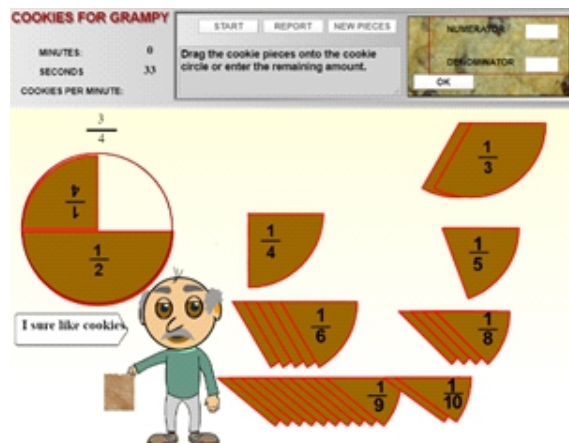 COOKIES FOR GRAMPY
START REPORT NEW PIECES
NUMERATOR
MINUTES: 0
SECONDS 33
COOKIES PER MINUTE:
Drag the cookie pieces onto the cookie
circle or enter the remaining amount.
DENOMINATOR
OK
3/4
1/4
1/2
1/3
1/4
1/5
1/6
1/8
1/9
1/10
I sure like cookies.